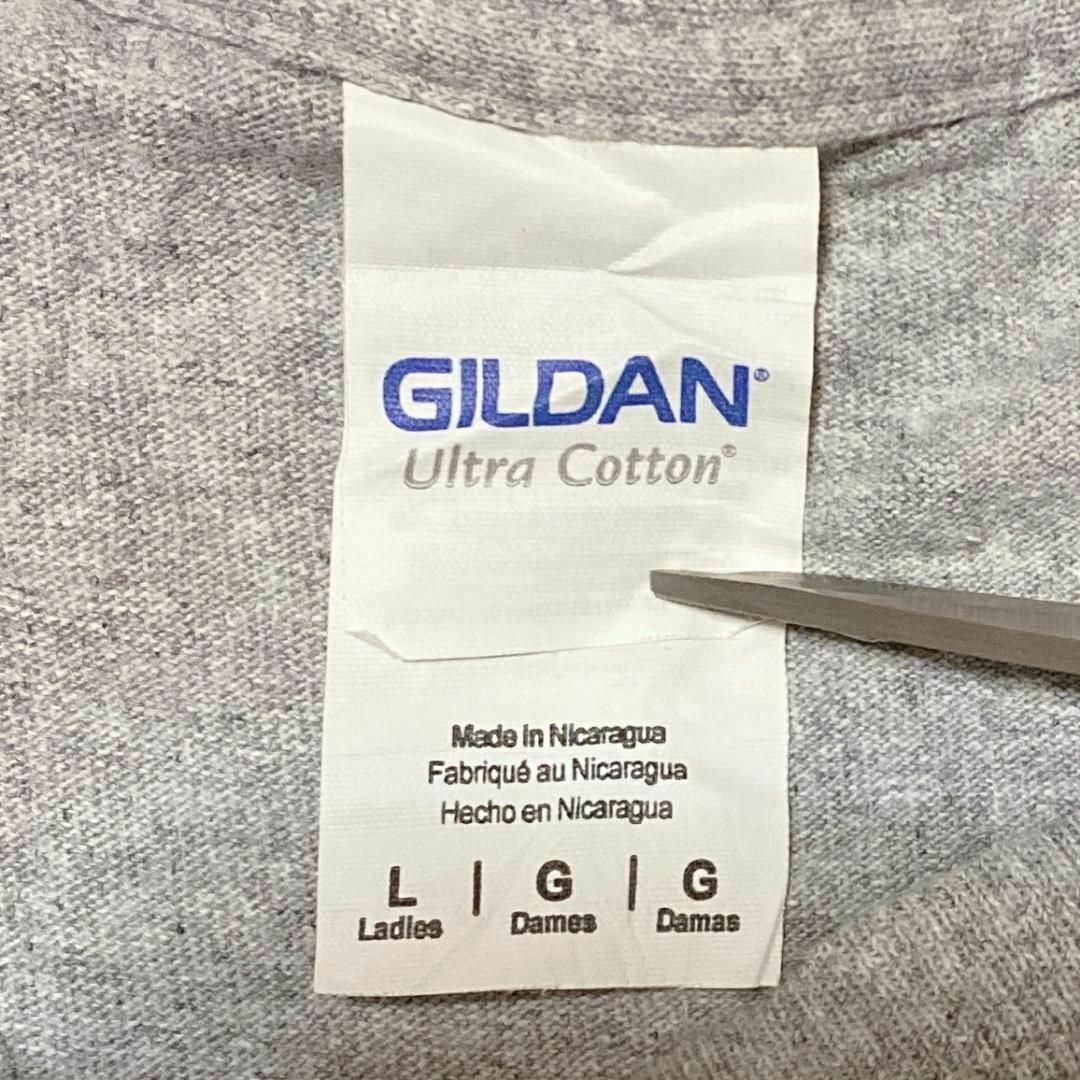 GILDAN®
Ultra Cotton®
Made in Nicaragua
Fabriqué au Nicaragua
Hecho en Nicaragua
L | G | G
Ladies Dames Damas